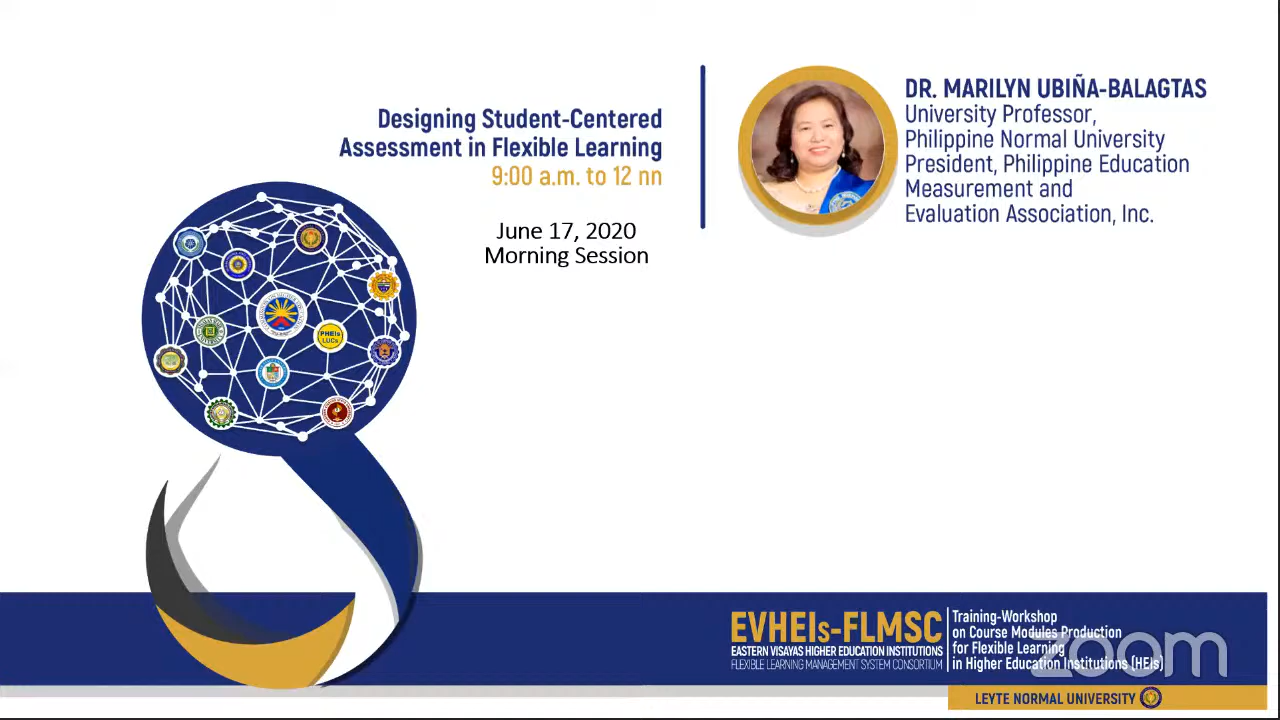 Designing Student-Centered
Assessment in Flexible Learning
9:00 a.m. to 12 nn
June 17, 2020
Morning Session
DR. MARILYN UBIÑA-BALAGTAS
University Professor,
Philippine Normal University
President, Philippine Education
Measurement and
Evaluation Association, Inc.
PHEIs
LUCs
EVHEIs-FLMSC
EASTERN VISAYAS HIGHER EDUCATION INSTITUTIONS
FLEXIBLE LEARNING MANAGEMENT SYSTEM CONSORTIUM
Training-Workshop
on Course Modules Production
for Flexible Learning
in Higher Education Institutions (HEIs)
zoom
LEYTE NORMAL UNIVERSITY